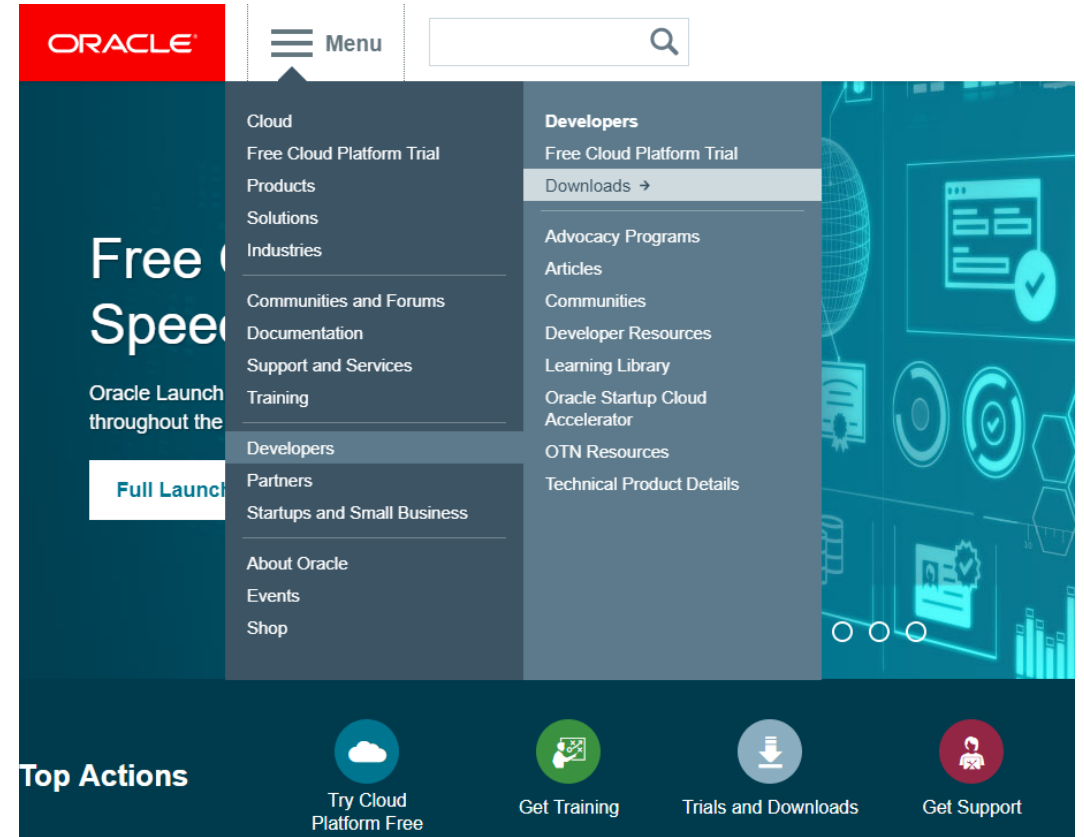 ORACLE
Menu
Cloud
Free Cloud Platform Trial
Products
Solutions
Industries
Communities and Forums
Documentation
Support and Services
Training
Developers
Partners
Startups and Small Business
About Oracle
Events
Shop
Developers
Free Cloud Platform Trial
Downloads →
Advocacy Programs
Articles
Communities
Developer Resources
Learning Library
Oracle Startup Cloud
Accelerator
OTN Resources
Technical Product Details
Free
Oracle Launch
throughout the
Full
Top Actions
Try Cloud
Platform Free
Get Training
Trials and Downloads
Get Support